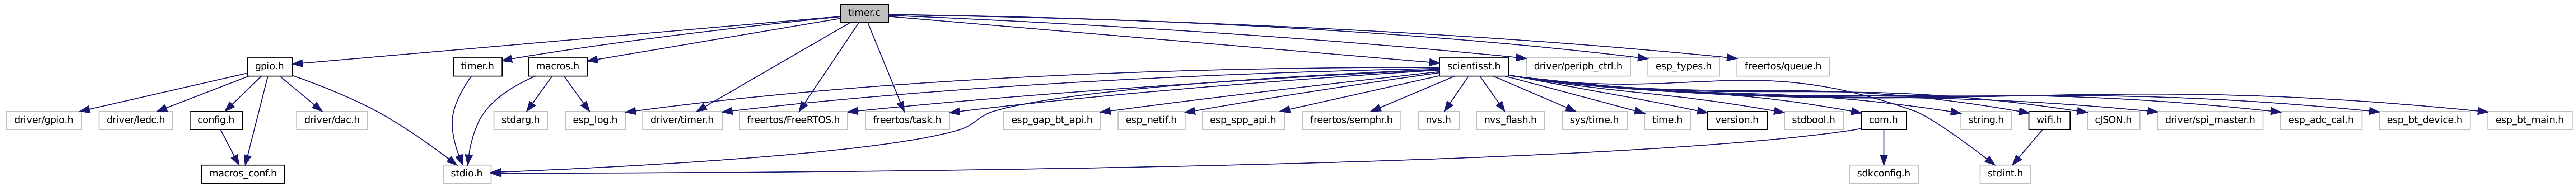 timer.c
gpio.h
timer.h
macros.h
scientisst.h
driver/periph_ctrl.h
esp_types.h
freertos/queue.h
driver/gpio.h
driver/ledc.h
config.h
driver/dac.h
stdarg.h
esp_log.h
driver/timer.h
freertos/FreeRTOS.h
freertos/task.h
esp_gap_bt_api.h
esp_netif.h
esp_spp_api.h
freertos/semphr.h
nvs.h
nvs_flash.h
sys/time.h
time.h
version.h
stdbool.h
com.h
string.h
wifi.h
cJSON.h
driver/spi_master.h
esp_adc_cal.h
esp_bt_device.h
esp_bt_main.h
macros_conf.h
stdio.h
sdkconfig.h
stdint.h